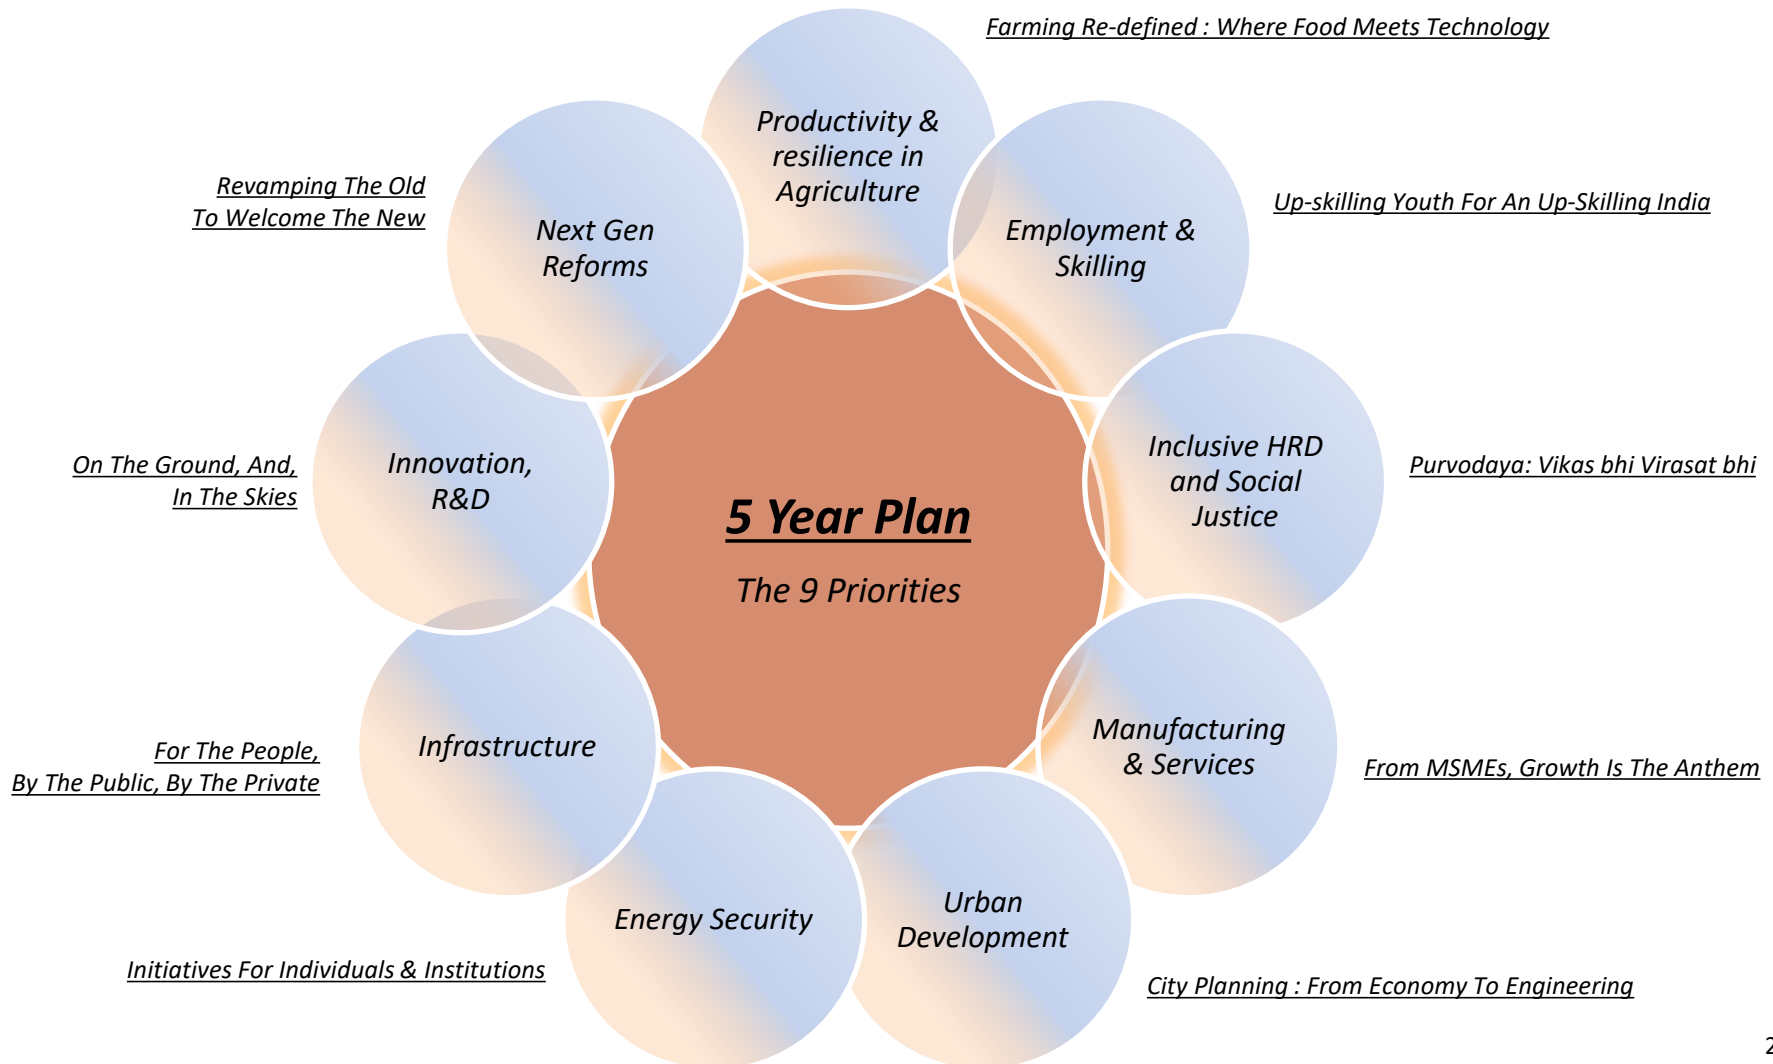 Farming Re-defined : Where Food Meets Technology
Productivity &
resilience in
Agriculture
Up-skilling Youth For An Up-Skilling India
Employment &
Skilling
Purvodaya: Vikas bhi Virasat bhi
Inclusive HRD
and Social
Justice
From MSMEs, Growth Is The Anthem
Manufacturing
& Services
City Planning : From Economy To Engineering
Urban
Development
Initiatives For Individuals & Institutions
Energy Security
For The People,
By The Public, By The Private
Infrastructure
On The Ground, And,
In The Skies
Innovation,
R&D
Revamping The Old
To Welcome The New
Next Gen
Reforms
5 Year Plan
The 9 Priorities
2